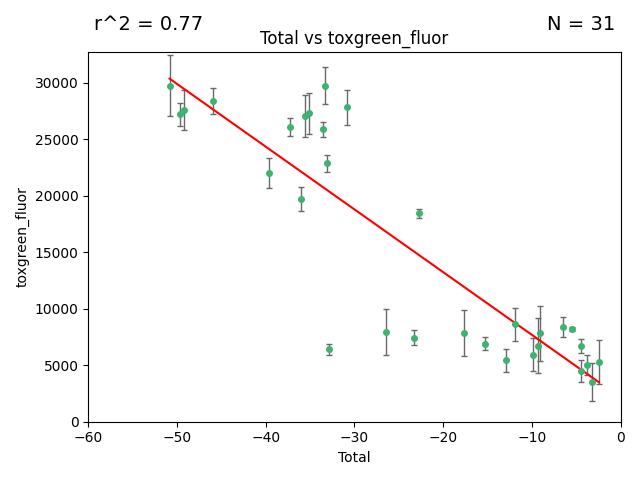 r^2 = 0.77
N = 31
Total vs toxgreen_fluor
toxgreen_fluor
30000
25000
20000
15000
10000
5000
0
−60
−50
−40
−30
−20
−10
0
Total